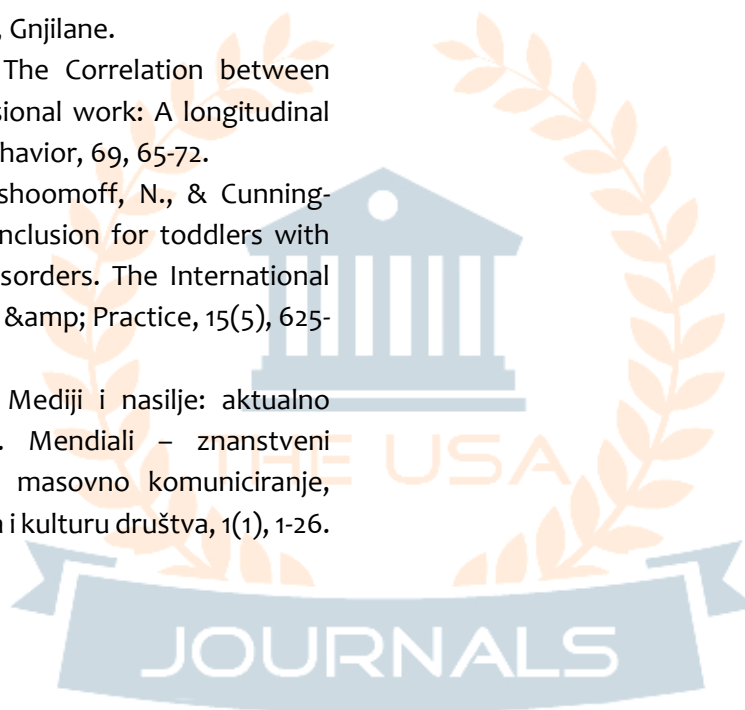 , Gnjilane.
The Correlation between
sional work: A longitudinal
havior, 69, 65-72.
shoomoff, N., & Cunning-
nclusion for toddlers with
sorders. The International
&amp; Practice, 15(5), 625-
Mediji i nasilje: aktualno
. Mendiali – znanstveni
masovno komuniciranje,
i kulturu društva, 1(1), 1-26.
THE USA
JOURNALS